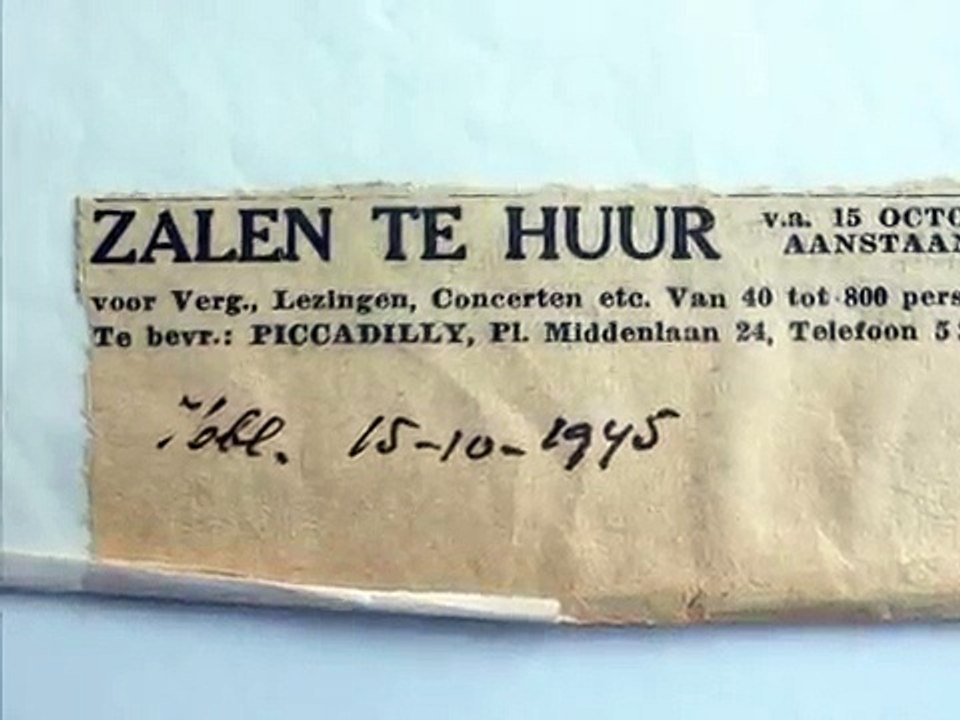 ZALEN TE HUUR v.a. 15 OCTO
AANSTAAN
voor Verg., Lezingen, Concerten etc. Van 40 tot 800 pers
Te bevr.: PICCADILLY, Pl. Middenlaan 24, Telefoon 5
15-10-1945